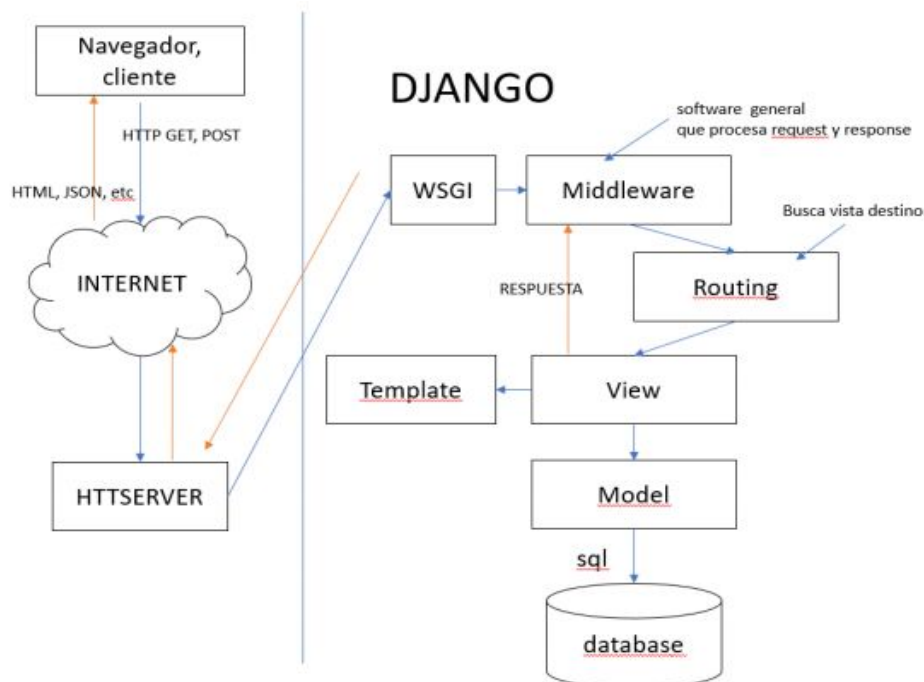 Navegador,
cliente
DJANGO
software general
que procesa request y response
HTTP GET, POST
HTML, JSON, etc
WSGI
Middleware
Busca vista destino
INTERNET
RESPUESTA
Routing
Template
View
HTTSERVER
Model
sql
database